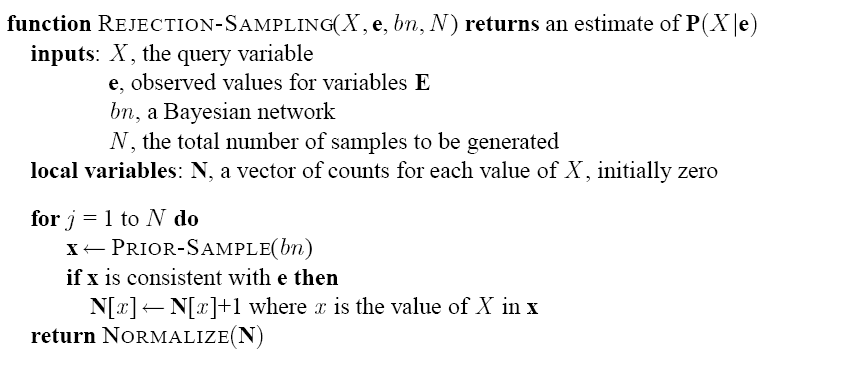 function REJECTION-SAMPLING(X, e, bn, N) returns an estimate of P(X|e)
inputs: X, the query variable
e, observed values for variables E
bn, a Bayesian network
N, the total number of samples to be generated
local variables: N, a vector of counts for each value of X, initially zero
for j = 1 to N do
x ← PRIOR-SAMPLE(bn)
if x is consistent with e then
N[x] ← N[x]+1 where x is the value of X in x
return NORMALIZE(N)